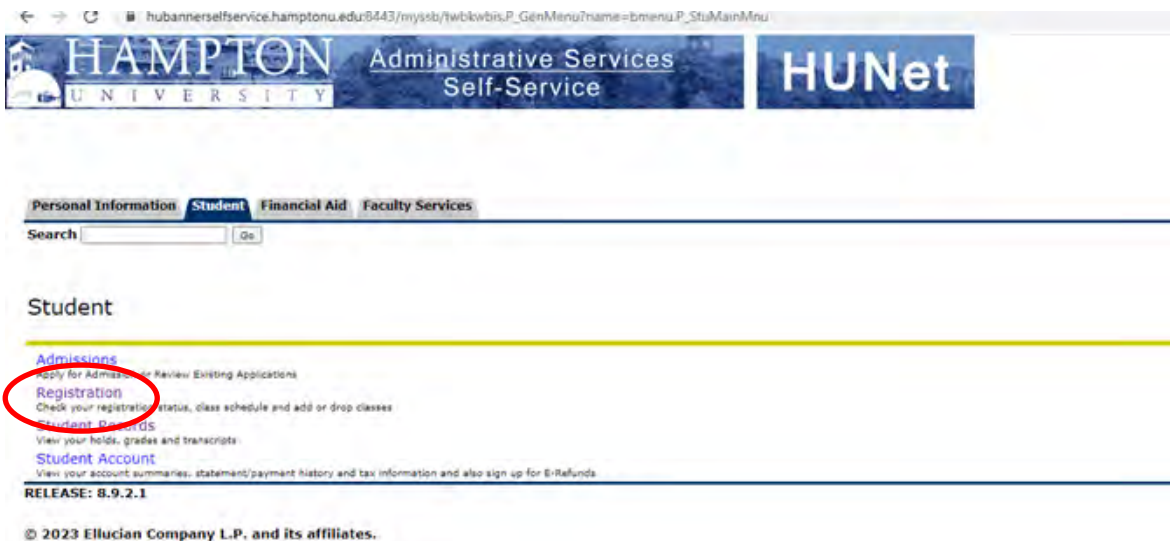 hubannerselfservice.hamptonu.edu:8443/myssb/twbkwbis.P_GenMenu?name=bmenu.P_StuMainMnu
HAMPTON
UNIVERSITY
Administrative Services
Self-Service
HUNet
Personal Information Student Financial Aid Faculty Services
Search Go
Student
Admissions
Apply for Admission or Review Existing Applications
Registration
Check your registration status, class schedule and add or drop classes
Student Records
View your holds, grades and transcripts
Student Account
View your account summaries, statement/payment history and tax information and also sign up for E-Refunds
RELEASE: 8.9.2.1
© 2023 Ellucian Company L.P. and its affiliates.